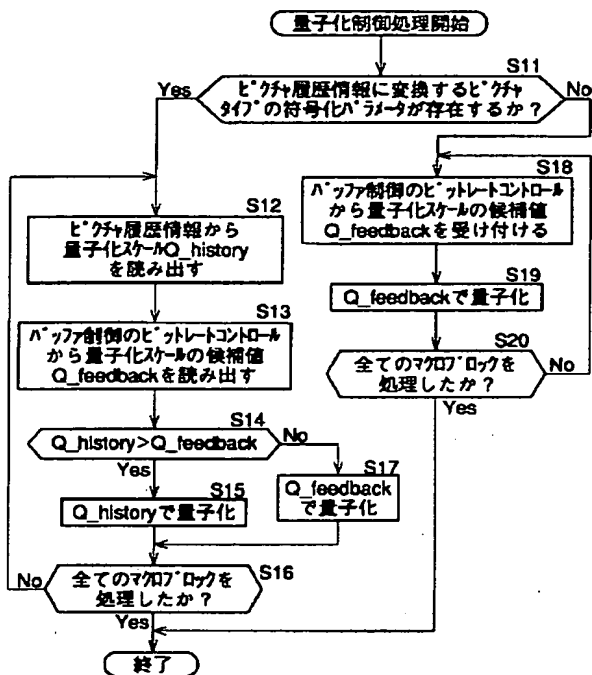 量子化制御処理開始
S11
ピクチャ履歴情報に変換するピクチャ
タイプの符号化パラメータが存在するか？
Yes
No
S12
ピクチャ履歴情報から
量子化スケールQ_history
を読み出す
S13
バッファ制御のビットレートコントロール
から量子化スケールの候補値
Q_feedbackを読み出す
S14
Q_history>Q_feedback
No
Yes
S15
Q_historyで量子化
S17
Q_feedback
で量子化
No
全てのマクロブロックを
処理したか？
S16
Yes
終了
S18
バッファ制御のビットレートコントロール
から量子化スケールの候補値
Q_feedbackを受け付ける
S19
Q_feedbackで量子化
S20
全てのマクロブロックを
処理したか？
No
Yes